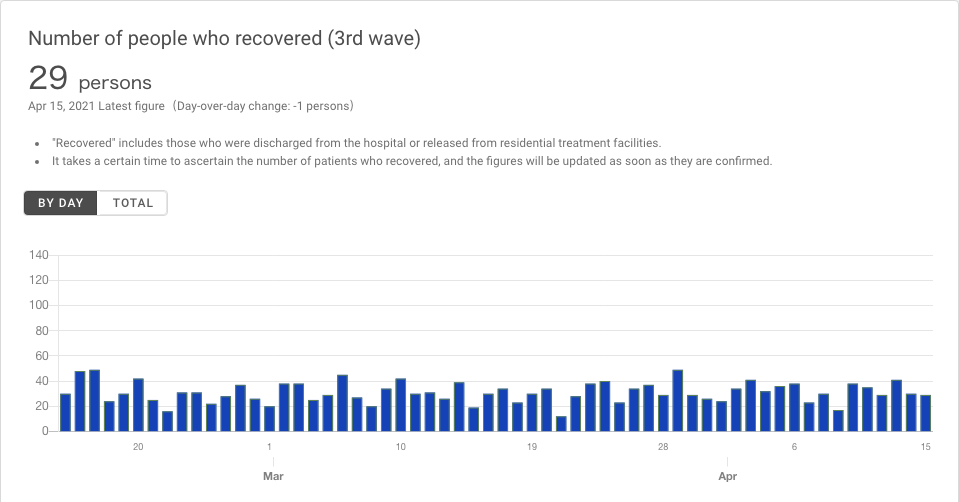 Number of people who recovered (3rd wave)
29 persons
Apr 15, 2021 Latest figure（Day-over-day change: -1 persons）
• "Recovered" includes those who were discharged from the hospital or released from residential treatment facilities.
• It takes a certain time to ascertain the number of patients who recovered, and the figures will be updated as soon as they are confirmed.
BY DAY TOTAL
140
120
100
80
60
40
20
0
20 1 10 19 28 6 15
Mar Apr